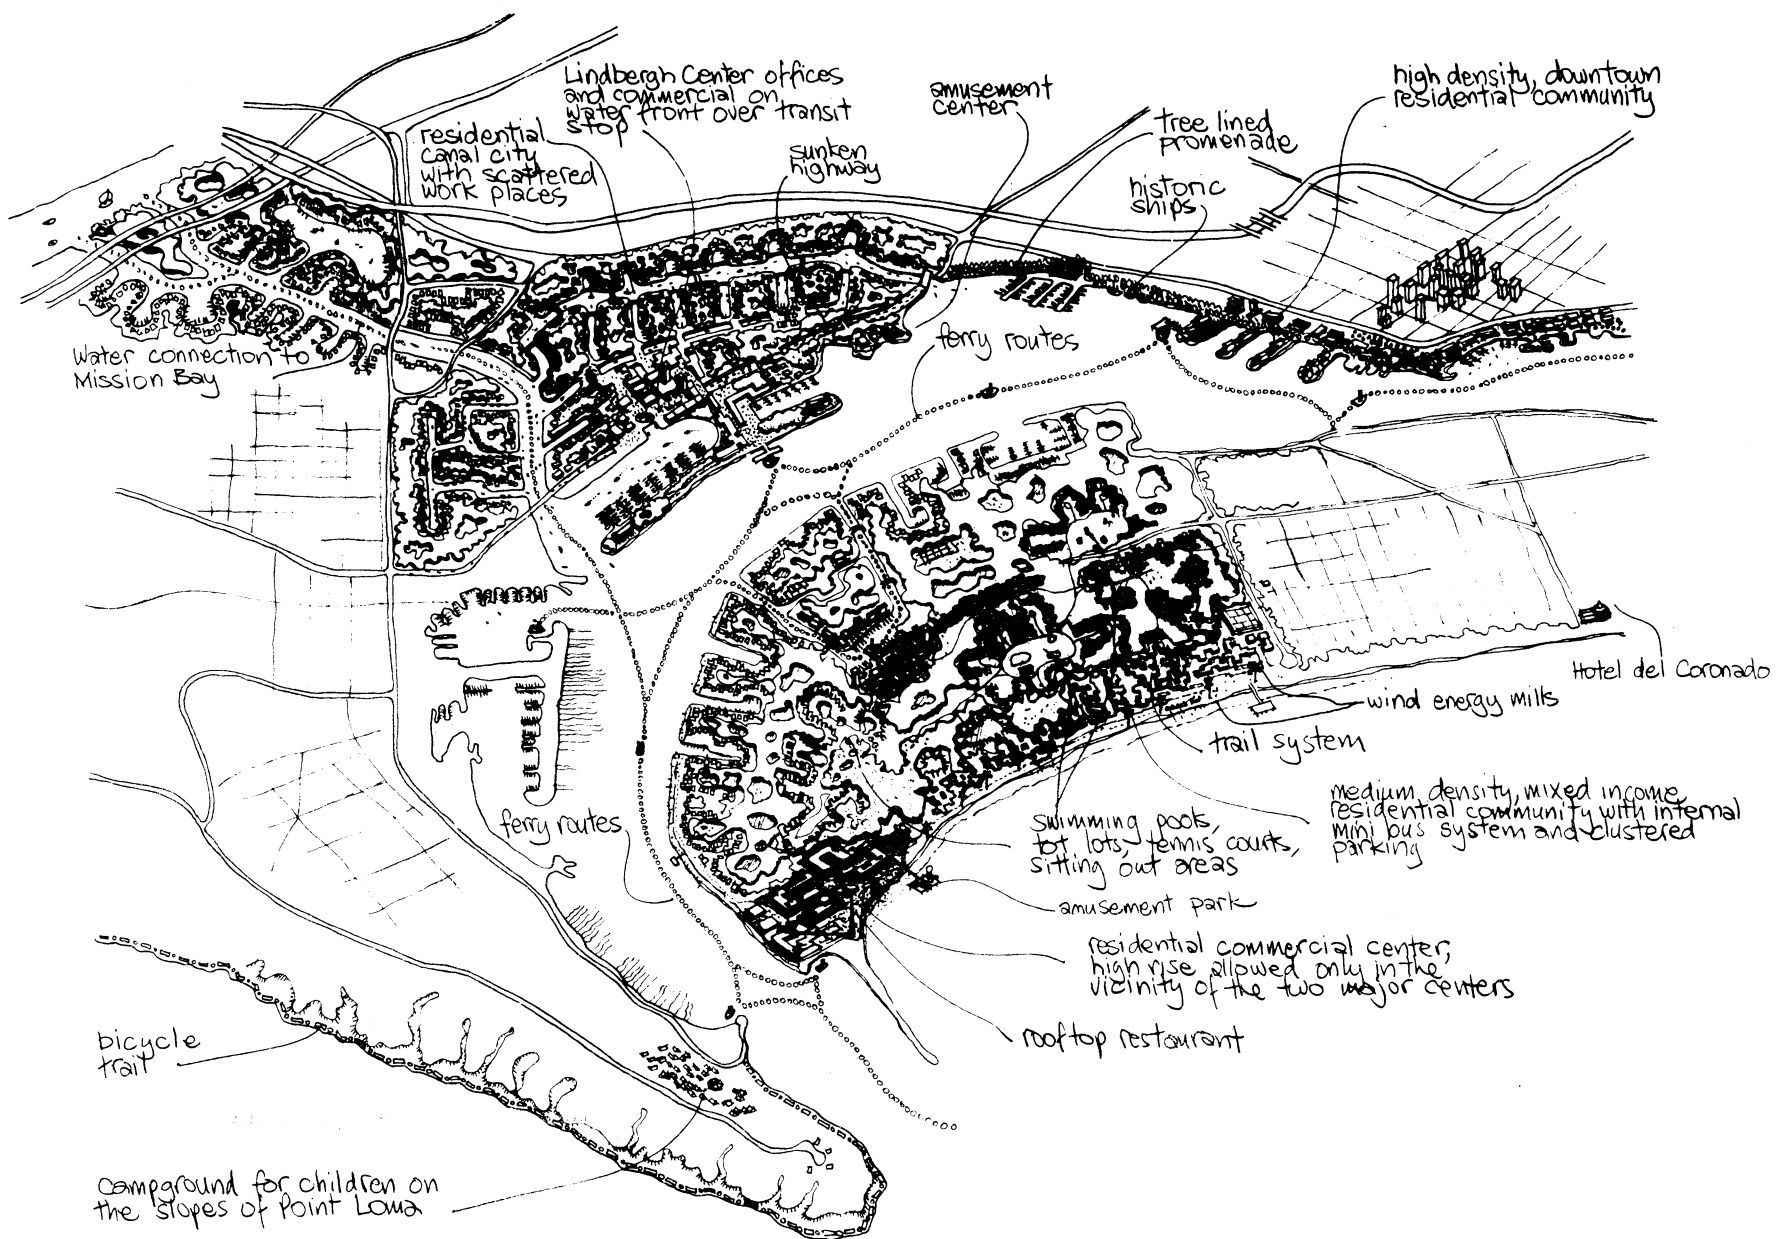 Lindbergh Center offices
and commercial on
water front over transit
stop
residential
canal city
with scattered
work places
sunken
highway
amusement
center
tree lined
promenade
historic
ships
high density, downtown
residential community
Water connection to
Mission Bay
ferry routes
Hotel del Coronado
wind energy mills
trail system
medium density, mixed income
residential community with internal
mini bus system and clustered
parking
swimming pools,
tot lots, tennis courts,
sitting out areas
ferry routes
amusement park
residential commercial center,
high rise allowed only in the
vicinity of the two major centers
rooftop restaurant
bicycle
trail
campground for children on
the slopes of Point Loma